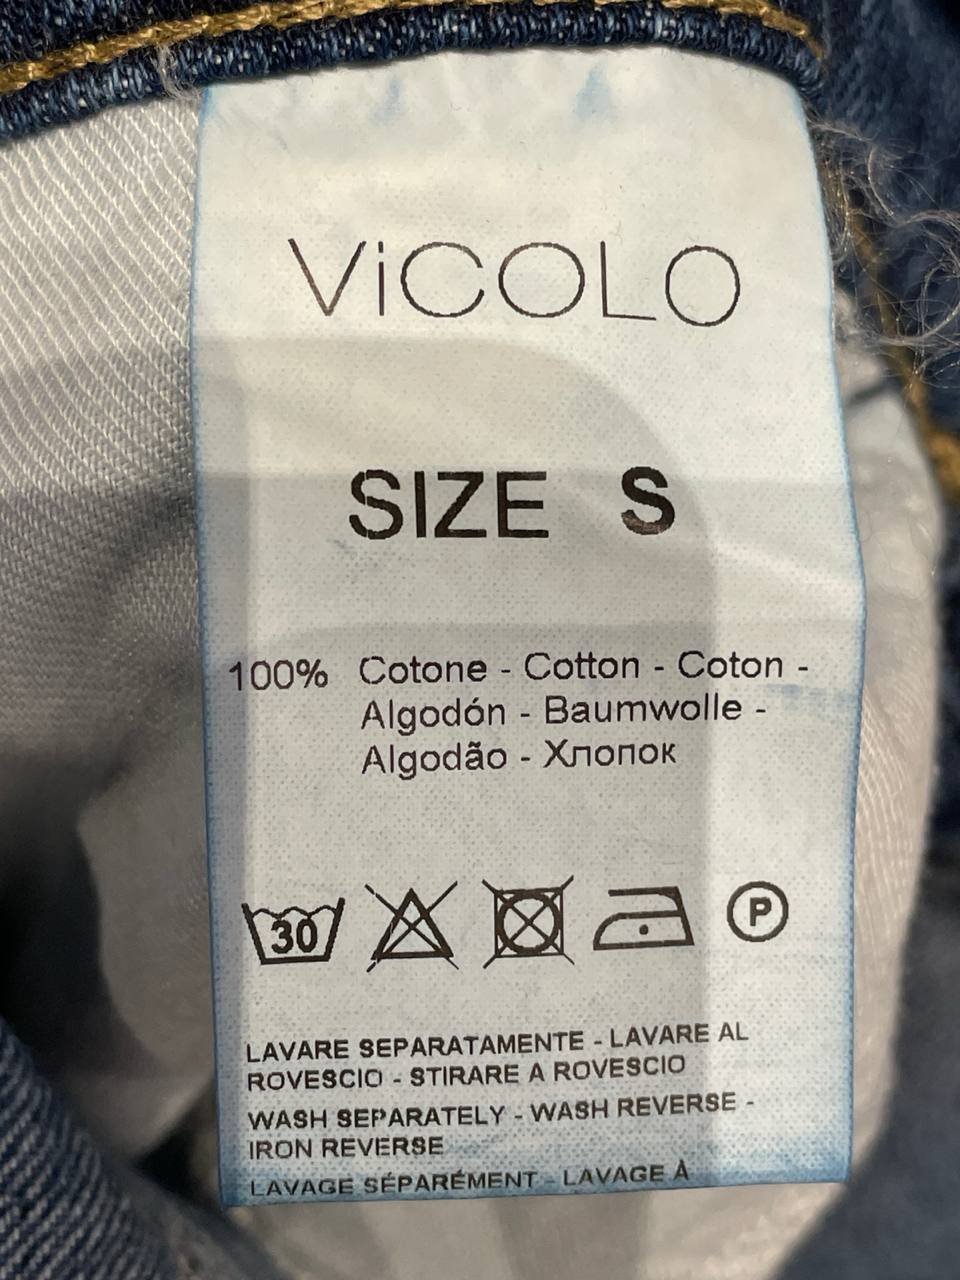 ViCOLO
SIZE S
100% Cotone - Cotton - Coton -
Algodón - Baumwolle -
Algodão - Хлопок
30 P
LAVARE SEPARATAMENTE - LAVARE AL
ROVESCIO - STIRARE A ROVESCIO
WASH SEPARATELY - WASH REVERSE -
IRON REVERSE
LAVAGE SÉPARÉMENT - LAVAGE À